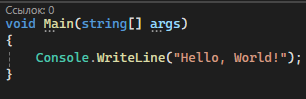 Ссылок: 0
void Main(string[] args)
{
    Console.WriteLine("Hello, World!");
}